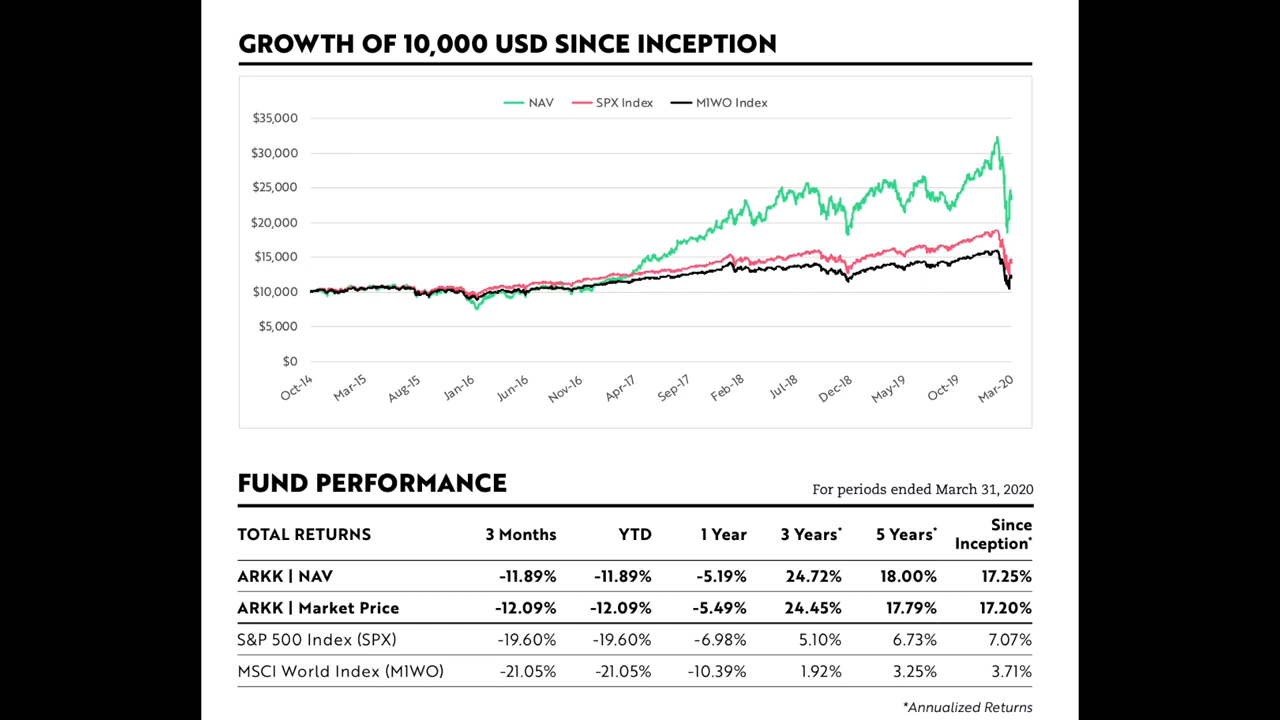 GROWTH OF 10,000 USD SINCE INCEPTION
NAV SPX Index M1WO Index
$35,000
$30,000
$25,000
$20,000
$15,000
$10,000
$5,000
$0
Oct-14 Mar-15 Aug-15 Jan-16 Jun-16 Nov-16 Apr-17 Sep-17 Feb-18 Jul-18 Dec-18 May-19 Oct-19 Mar-20
FUND PERFORMANCE
For periods ended March 31, 2020
TOTAL RETURNS 3 Months YTD 1 Year 3 Years* 5 Years* Since
Inception*
ARKK | NAV -11.89% -11.89% -5.19% 24.72% 18.00% 17.25%
ARKK | Market Price -12.09% -12.09% -5.49% 24.45% 17.79% 17.20%
S&P 500 Index (SPX) -19.60% -19.60% -6.98% 5.10% 6.73% 7.07%
MSCI World Index (M1WO) -21.05% -21.05% -10.39% 1.92% 3.25% 3.71%
*Annualized Returns